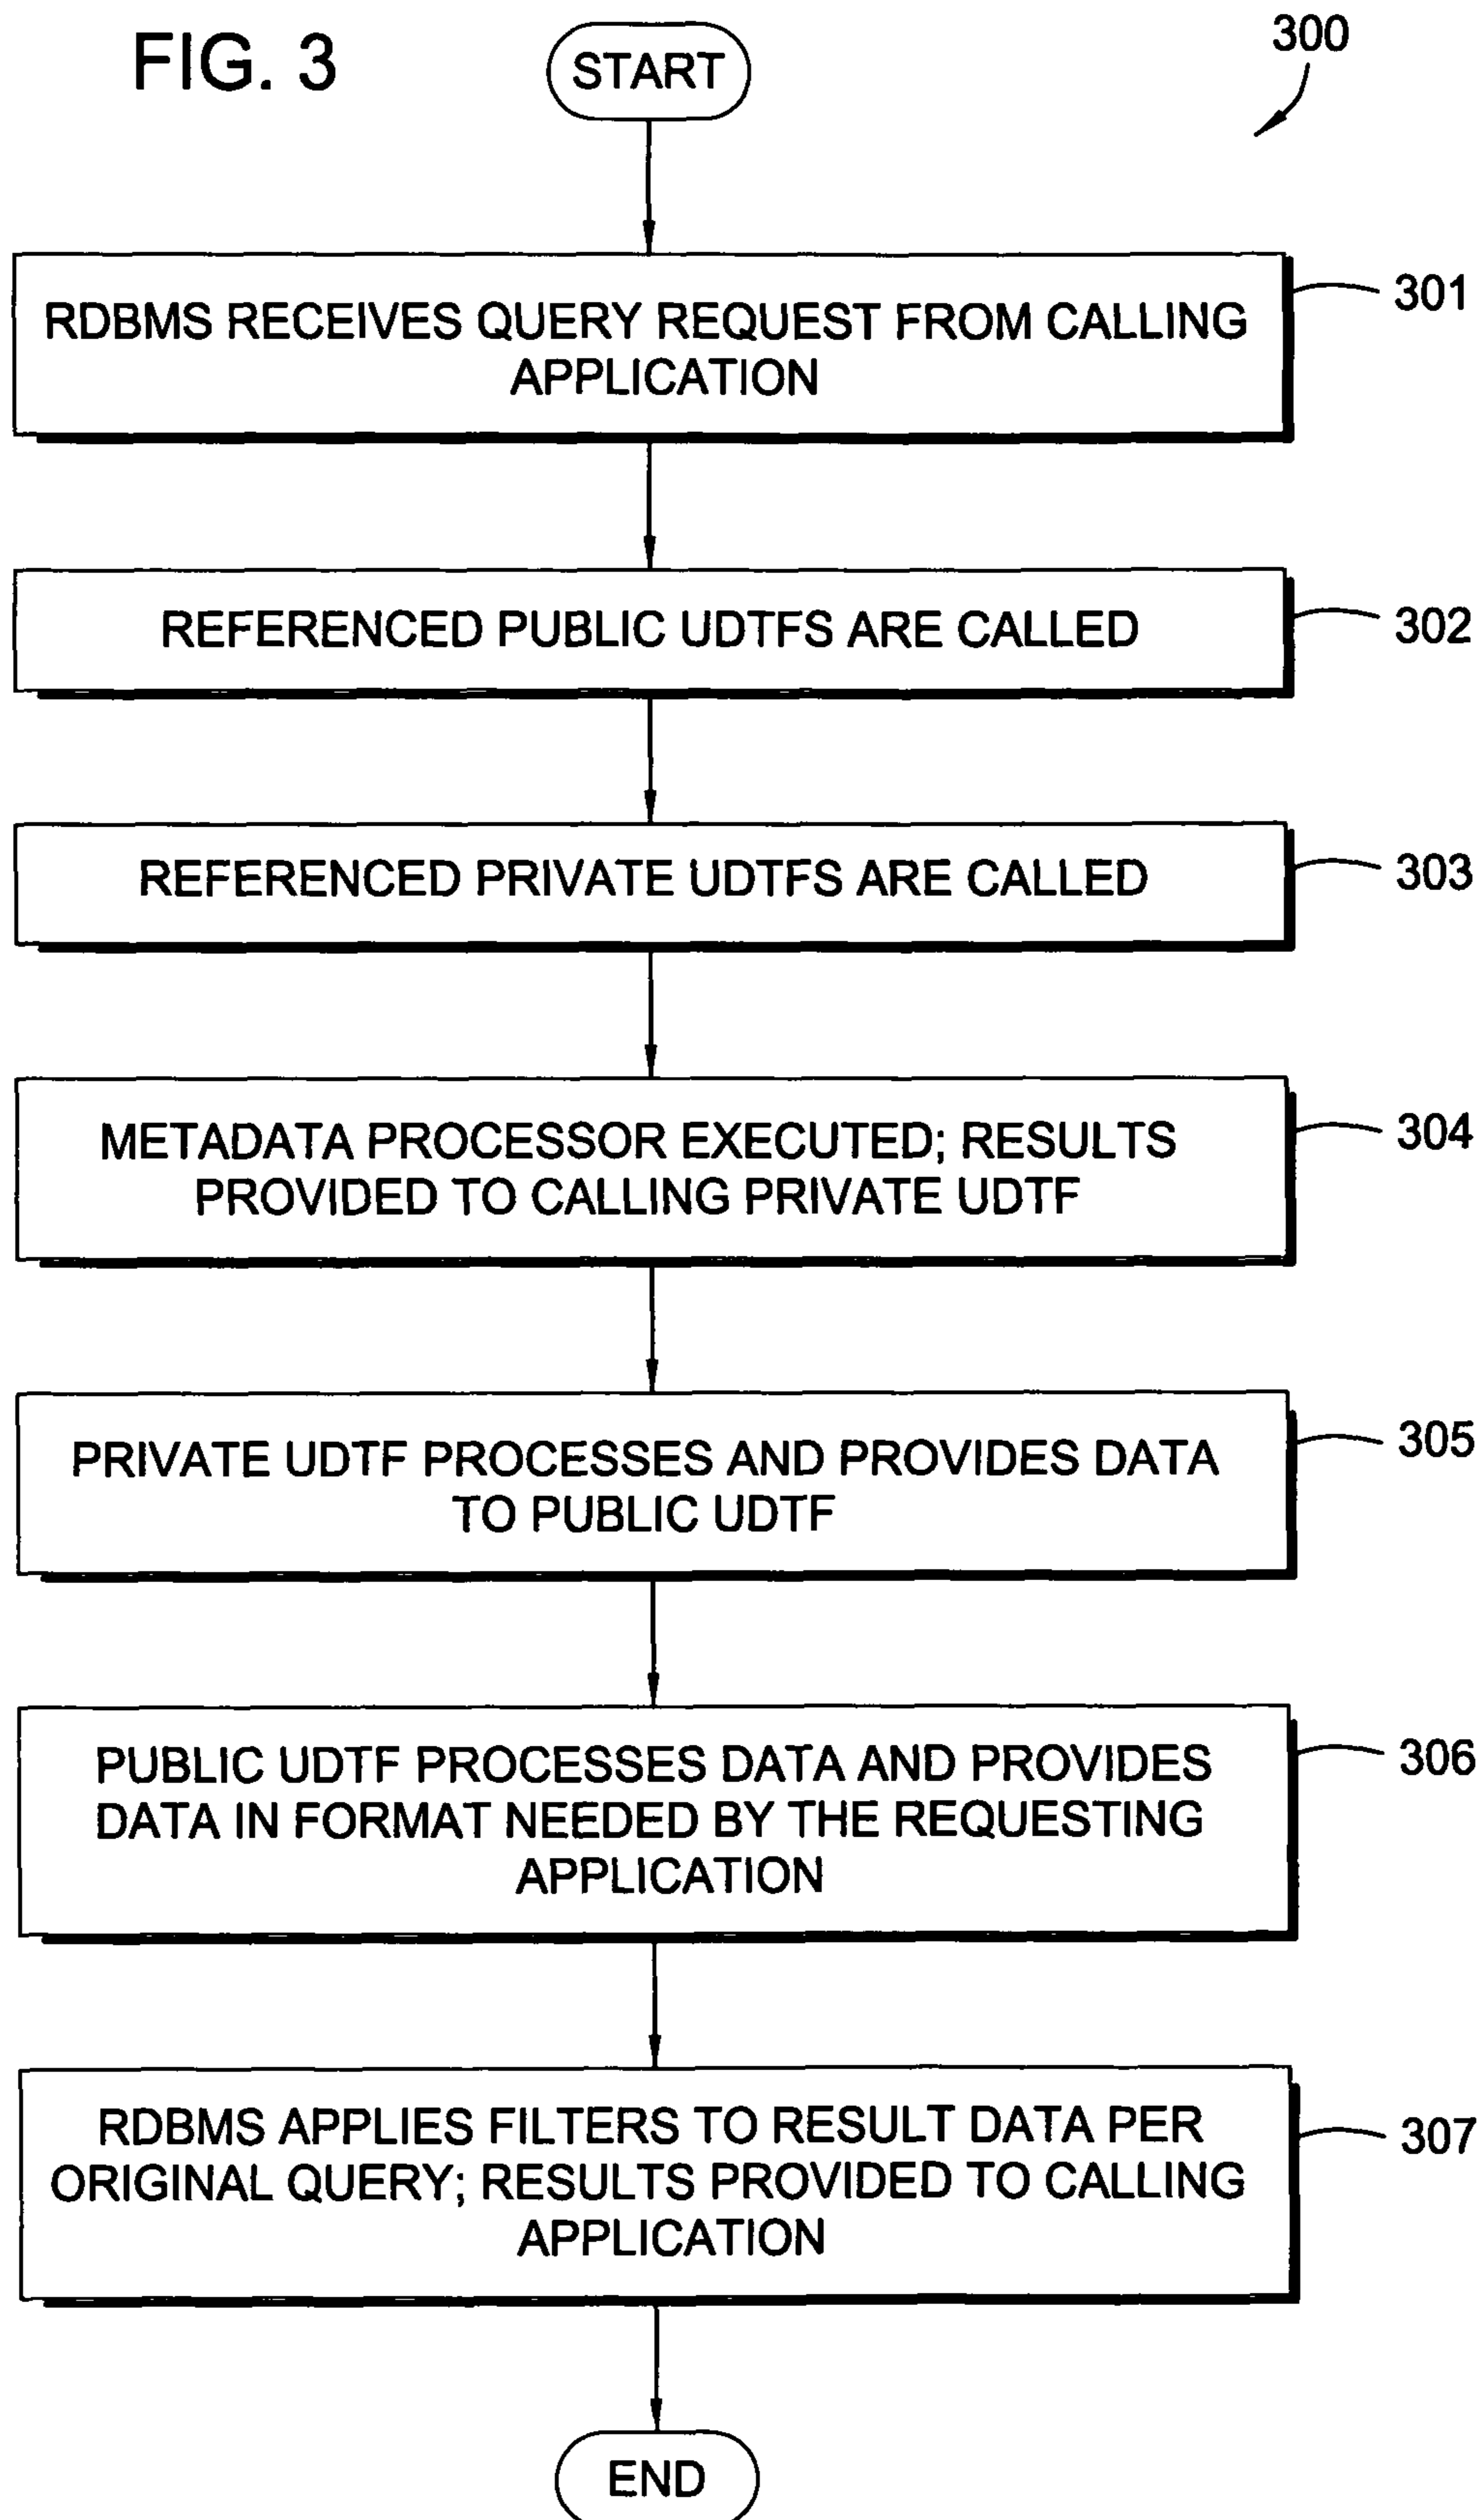 FIG. 3
START
300
RDBMS RECEIVES QUERY REQUEST FROM CALLING
APPLICATION
301
REFERENCED PUBLIC UDTFS ARE CALLED
302
REFERENCED PRIVATE UDTFS ARE CALLED
303
METADATA PROCESSOR EXECUTED; RESULTS
PROVIDED TO CALLING PRIVATE UDTF
304
PRIVATE UDTF PROCESSES AND PROVIDES DATA
TO PUBLIC UDTF
305
PUBLIC UDTF PROCESSES DATA AND PROVIDES
DATA IN FORMAT NEEDED BY THE REQUESTING
APPLICATION
306
RDBMS APPLIES FILTERS TO RESULT DATA PER
ORIGINAL QUERY; RESULTS PROVIDED TO CALLING
APPLICATION
307
END